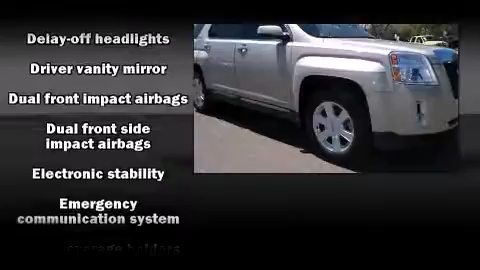 Delay-off headlights
Driver vanity mirror
Dual front impact airbags
Dual front side
impact airbags
Electronic stability
Emergency
communication system